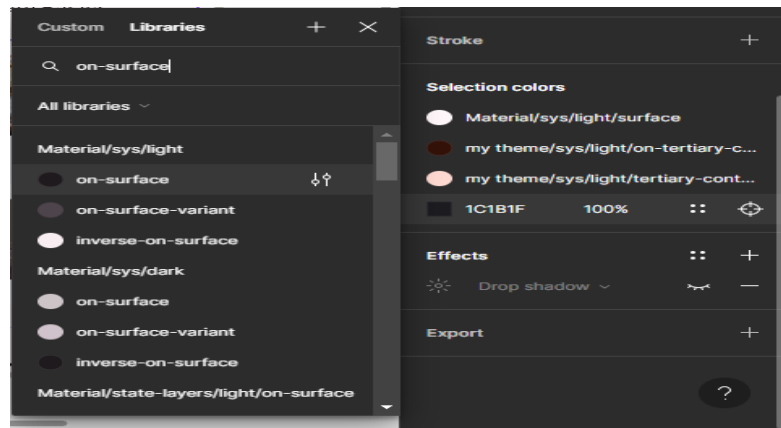 Custom Libraries
on-surface
All libraries
Material/sys/light
on-surface
on-surface-variant
inverse-on-surface
Material/sys/dark
on-surface
on-surface-variant
inverse-on-surface
Material/state-layers/light/on-surface
Stroke
Selection colors
Material/sys/light/surface
my theme/sys/light/on-tertiary-c...
my theme/sys/light/tertiary-cont...
1C1B1F 100%
Effects
Drop shadow
Export
?